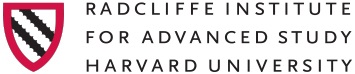 RADCLIFFE INSTITUTE
FOR ADVANCED STUDY
HARVARD UNIVERSITY